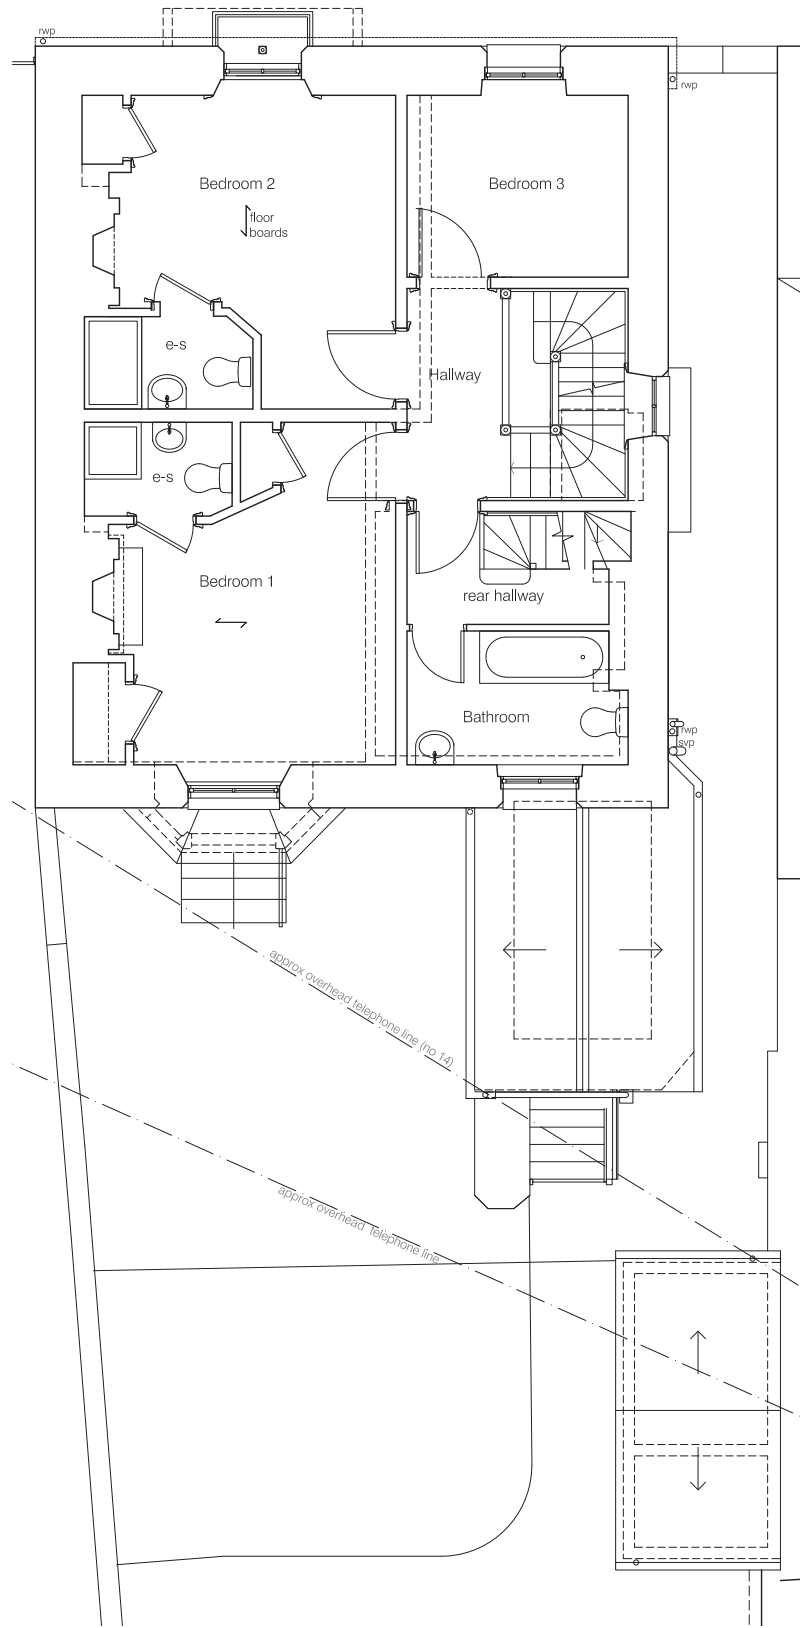 rwp
rwp
Bedroom 2
Bedroom 3
floor
boards
e-s
Hallway
e-s
Bedroom 1
rear hallway
Bathroom
rwp
svp
approx overhead telephone line (no 14)
approx overhead telephone line